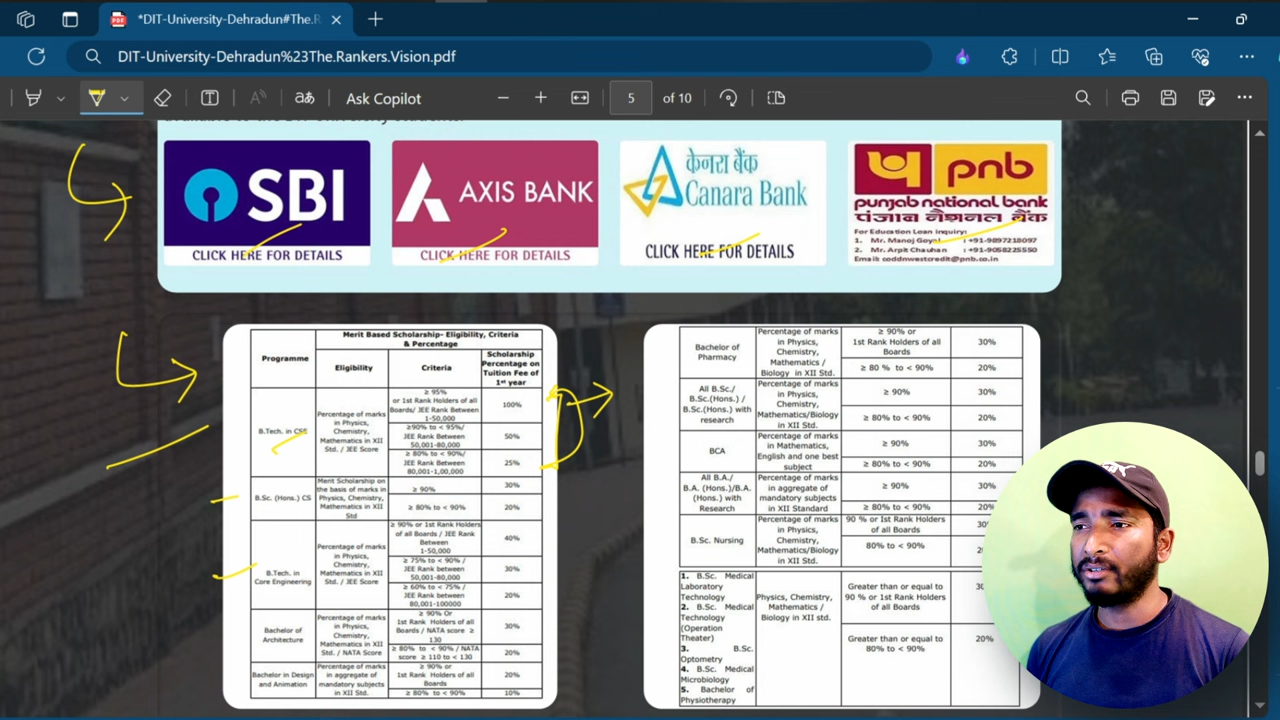 *DIT-University-Dehradun#The.R
DIT-University-Dehradun%23The.Rankers.Vision.pdf
Ask Copilot
5 of 10
SBI
CLICK HERE FOR DETAILS
AXIS BANK
CLICK HERE FOR DETAILS
केनरा बैंक
Canara Bank
CLICK HERE FOR DETAILS
pnb
punjab national bank
पंजाब नैशनल बैंक
For Education Loan Inquiry:
1. Mr. Manoj Goyal : +91-9897218097
2. Mr. Arpit Chauhan : +91-9058225550
Email: coddnwestcredit@pnb.co.in
Merit Based Scholarship- Eligibility, Criteria
& Percentage
Programme
Eligibility
Criteria
Scholarship
Percentage on
Tuition Fee of
1st year
B.Tech. in CSE
Percentage of marks
in Physics,
Chemistry,
Mathematics in XII
Std. / JEE Score
≥ 95%
or 1st Rank Holders of all
Boards/ JEE Rank Between
1-50,000
100%
≥90% to < 95%/
JEE Rank Between
50,001-80,000
50%
≥ 80% to < 90%/
JEE Rank Between
80,001-1,00,000
25%
B.Sc. (Hons.) CS
Merit Scholarship on
the basis of marks in
Physics, Chemistry,
Mathematics in XII
Std
≥ 90%
30%
≥ 80% to < 90%
20%
B.Tech. in
Core Engineering
Percentage of marks
in Physics,
Chemistry,
Mathematics in XII
Std. / JEE Score
≥ 90% or 1st Rank Holders
of all Boards / JEE Rank
Between
1-50,000
40%
≥ 75% to < 90% /
JEE Rank between
50,001-80,000
30%
≥ 60% to < 75% /
JEE Rank between
80,001-100000
20%
Bachelor of
Architecture
Percentage of marks
in Physics,
Chemistry,
Mathematics in XII
Std. / NATA Score
≥ 90% Or
1st Rank Holders of all
Boards / NATA score ≥
130
30%
≥ 80% to < 90% /NATA
score ≥ 110 to < 130
20%
Bachelor in Design
and Animation
Percentage of marks
in aggregate of
mandatory subjects
in XII Std.
≥ 90% or
1st Rank Holders of all
Boards
20%
≥ 80% to < 90%
10%
Bachelor of
Pharmacy
Percentage of marks
in Physics,
Chemistry,
Mathematics /
Biology in XII Std.
≥ 90% or
1st Rank Holders of all
Boards
30%
≥ 80 % to < 90%
20%
All B.Sc./
B.Sc.(Hons.) /
B.Sc.(Hons.) with
research
Percentage of marks
in Physics,
Chemistry,
Mathematics/Biology
in XII Std.
≥ 90%
30%
≥ 80% to < 90%
20%
BCA
Percentage of marks
in Mathematics,
English and one best
subject
≥ 90%
30%
≥ 80% to < 90%
20%
All B.A./
B.A. (Hons.)/B.A.
(Hons.) with
Research
Percentage of marks
in aggregate of
mandatory subjects
in XII Standard
≥ 90%
30%
≥ 80% to < 90%
20%
B.Sc. Nursing
Percentage of marks
in Physics,
Chemistry,
Mathematics/Biology
in XII Std.
90 % or Ist Rank Holders
of all Boards
80% to < 90%
1. B.Sc. Medical
Laboratory
Technology
2. B.Sc. Medical
Technology
(Operation
Theater)
3. B.Sc.
Optometry
4. B.Sc. Medical
Microbiology
5. Bachelor of
Physiotherapy
Physics, Chemistry,
Mathematics /
Biology in XII std.
Greater than or equal to
90 % or 1st Rank Holders
of all Boards
Greater than or equal to
80% to < 90%
20%